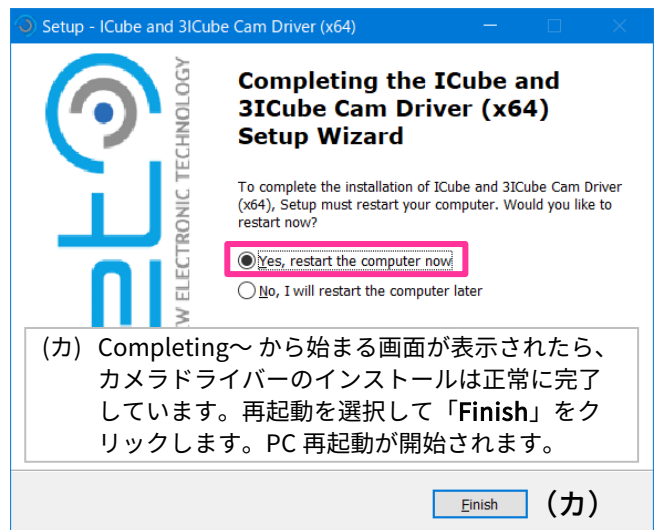 Setup - ICube and 3ICube Cam Driver (x64)
Completing the ICube and
3ICube Cam Driver (x64)
Setup Wizard
To complete the installation of ICube and 3ICube Cam Driver
(x64), Setup must restart your computer. Would you like to
restart now?
Yes, restart the computer now
No, I will restart the computer later
NEW ELECTRONIC TECHNOLOGY
(カ) Completing～ から始まる画面が表示されたら、
カメラドライバーのインストールは正常に完了
しています。再起動を選択して「Finish」をク
リックします。PC 再起動が開始されます。
Finish
(カ)